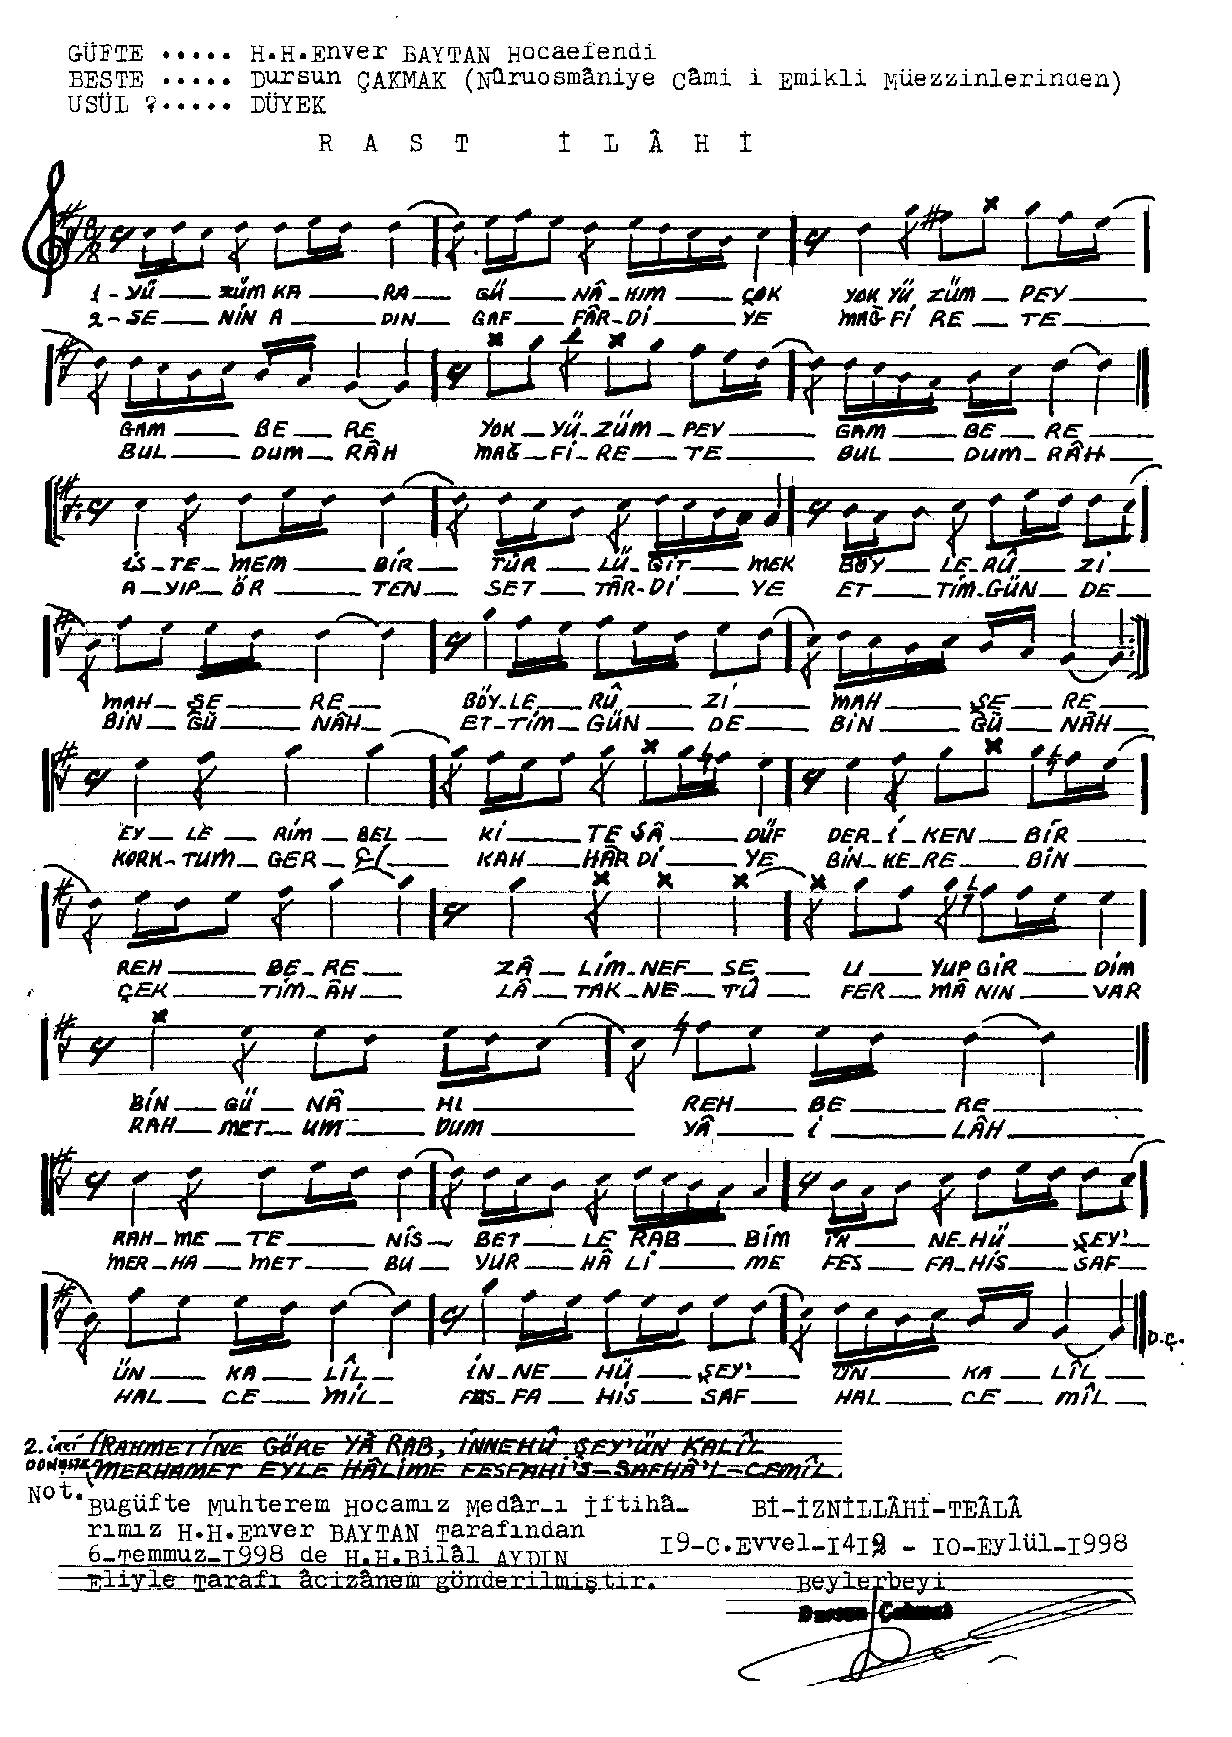 GÜFTE ..... H.H.Enver BAYTAN Hocaefendi
BESTE ..... Dursun ÇAKMAK (Nûruosmâniye Câmi i Emikli Müezzinlerinden)
USÜL ..... DÜYEK
RAST İLÂHİ
1-YÜ ZÜM KA RA GÜ NÂ-HIM ÇOK YOK YÜ ZÜM PEY
2-SE NİN A DIN GAF FÂR-DI YE MAĞ FI RE TE
GAM BE RE YOK YÜ-ZÜM-PEY GAM BE RE
BUL DUM RÂH MAĞ-FI-RE-TE BUL DUM-RÂH
İS-TE-MEM BİR TÜR LÜ-GİT MEK BÖY LE-RÛ ZI
A-YIP-ÖR TEN SET TÂR-DI YE ET TİM-GÜN DE
MAH-ŞE RE BÖY-LE RÛ ZI MAH ŞE RE
BİN GÜ NÂH ET-TİM-GÜN DE BİN GÜ NÂH
EY-LE-RİM-BEL KI-TE SÂ DÜF DER-İ-KEN BİR
KORK-TUM-GER-Çİ KAH HÂR DI YE BİN-KE-RE BİN
REH BE-RE ZÂ-LİM-NEF-SE U YUP GİR DİM
ÇEK TİM-ÂH LÂ-TAK-NE-TÛ FER-MÂ NIN VAR
BİN GÜ NÂ HI REH BE RE
RAH MET UM DUM YÂ İ LÂH
RAH-ME-TE NİS BET-LE RAB BİM İN NE-HÛ ŞEY'
MER-HA-MET BU YUR HÂ LI ME FES FA-HİS SAF
ÜN KA LÎL İN-NE HÛ ŞEY' ÜN KA LÎL
HAL CE MİL FES-FA HİS SAF HAL CE MÎL
D.Ç.
2. İKİ RAHMETİNE GÖRE YÂ RAB, İNNEHÛ ŞEY'ÜN KALÎL
MERHAMET EYLE HÂLİME FESFAHİ'S-SAFHA'L-CEMÎL.
Not. Bugüfte Muhterem Hocamız Medâr-ı İftihâ-
rımız H.H.Enver BAYTAN Tarafından
6-Temmuz-1998 de H.H.Bilâl AYDIN
Eliyle Tarafı âcizânem gönderilmiştir.
Bİ-İZNİLLÂHİ-TEÂLÂ
19-C.Evvel-1419 - 10-Eylül-1998
Beylerbeyi
Dursun Çakmak